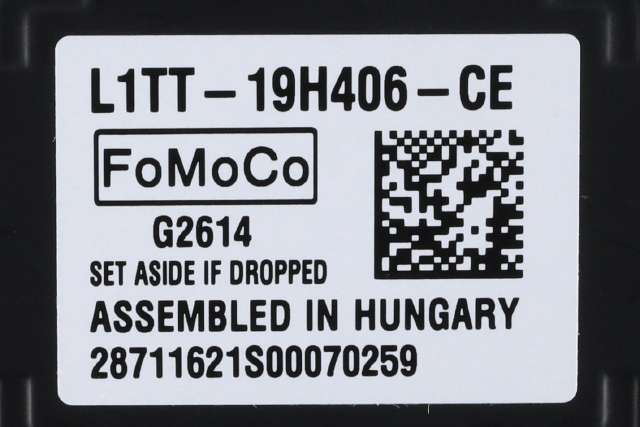 L1TT-19H406-CE
FoMoCo
G2614
SET ASIDE IF DROPPED
ASSEMBLED IN HUNGARY
28711621S00070259